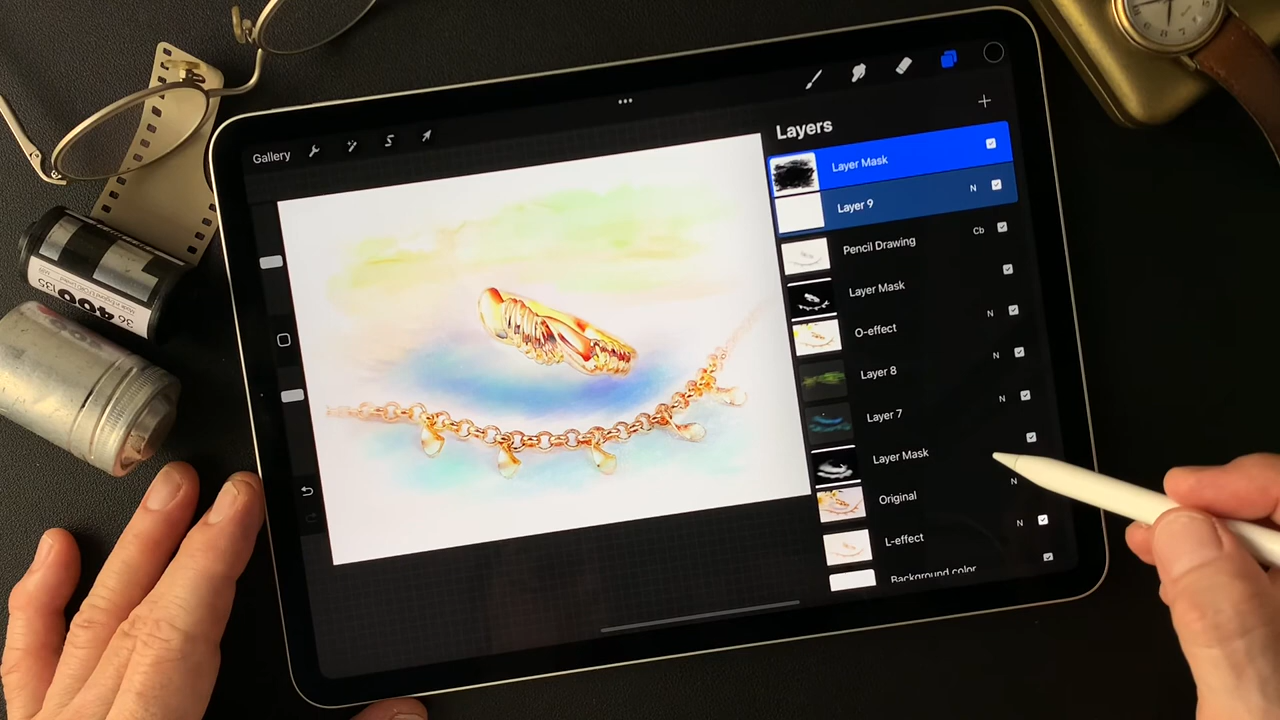 Gallery
S
Layers
Layer Mask
Layer 9
N
Pencil Drawing
Cb
Layer Mask
O-effect
N
Layer 8
N
Layer 7
N
Layer Mask
Original
N
L-effect
N
Background color
400
36
135